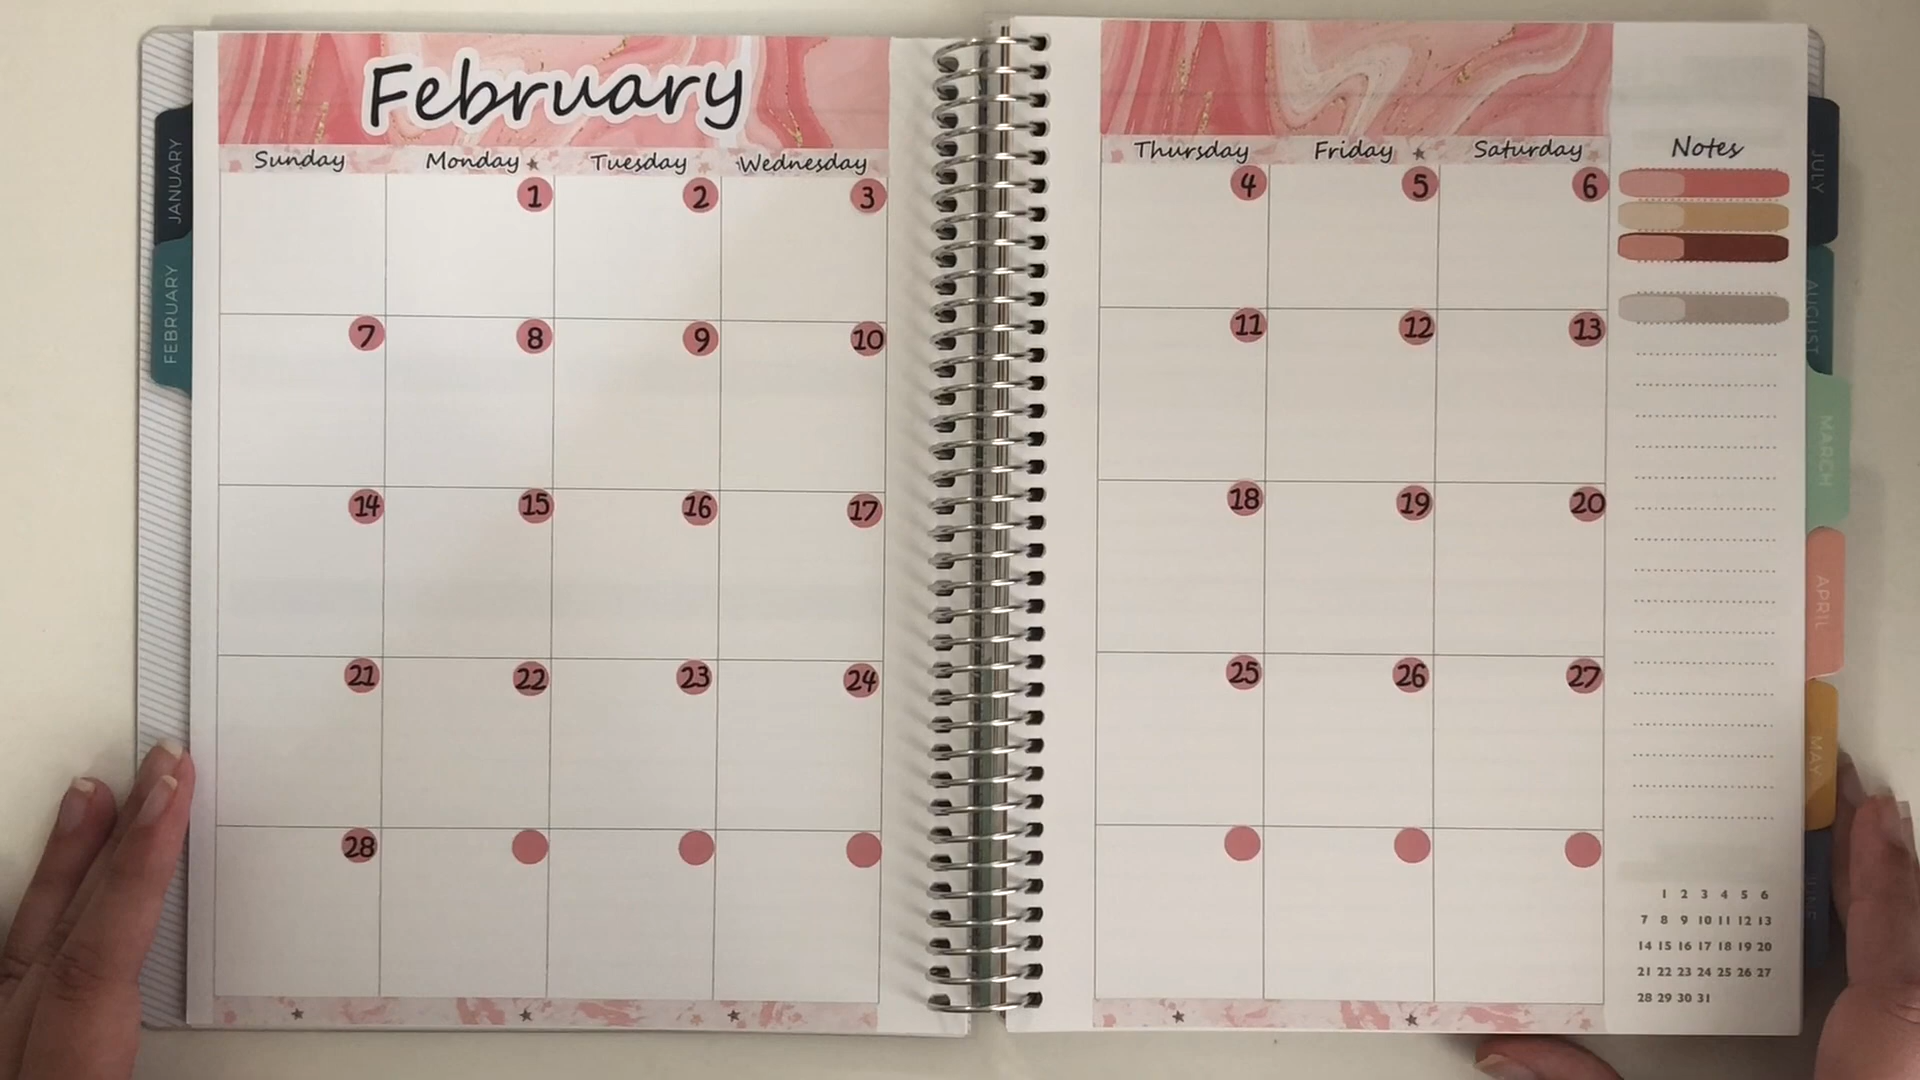 February
Sunday Monday Tuesday Wednesday
Thursday Friday Saturday
Notes
1 2 3
4 5 6
7 8 9 10
11 12 13
14 15 16 17
18 19 20
21 22 23 24
25 26 27
28
1 2 3 4 5 6
7 8 9 10 11 12 13
14 15 16 17 18 19 20
21 22 23 24 25 26 27
28 29 30 31
JANUARY
FEBRUARY
JULY
AUGUST
MARCH
APRIL
MAY
JUNE